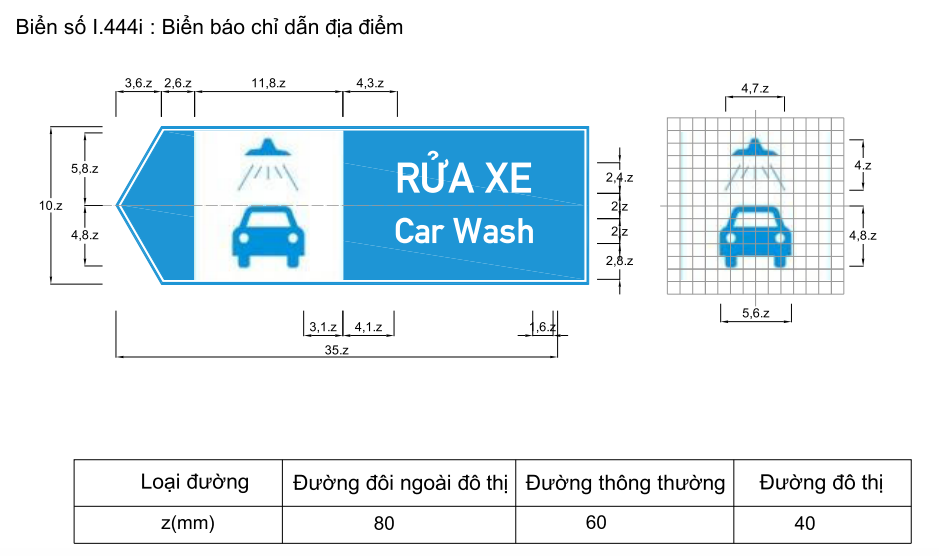 Biển số I.444i : Biển báo chỉ dẫn địa điểm
3,6.z 2,6.z 11,8.z 4,3.z
4,7.z
5,8.z
10.z
4,8.z
RỬA XE
Car Wash
2,4.z
2.z
2.z
2,8.z
4.z
4,8.z
3,1.z 4,1.z 1,6.z
5,6.z
35.z
Loại đường Đường đôi ngoài đô thị Đường thông thường Đường đô thị
z(mm) 80 60 40